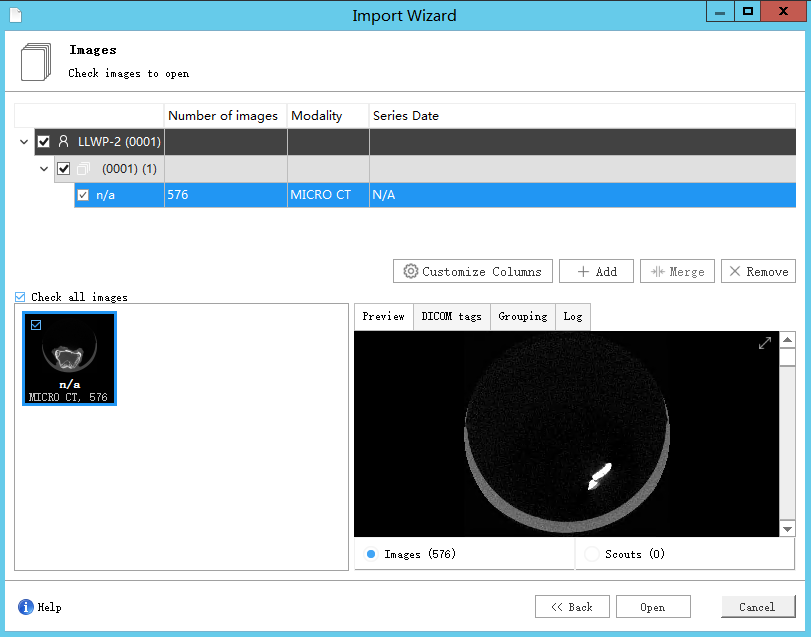 Import Wizard
Images
Check images to open
Number of images Modality Series Date
LLWP-2 (0001)
(0001) (1)
n/a 576 MICRO CT N/A
Customize Columns Add Merge Remove
Check all images
Preview DICOM tags Grouping Log
n/a
MICRO CT, 576
Images (576) Scouts (0)
Help << Back Open Cancel